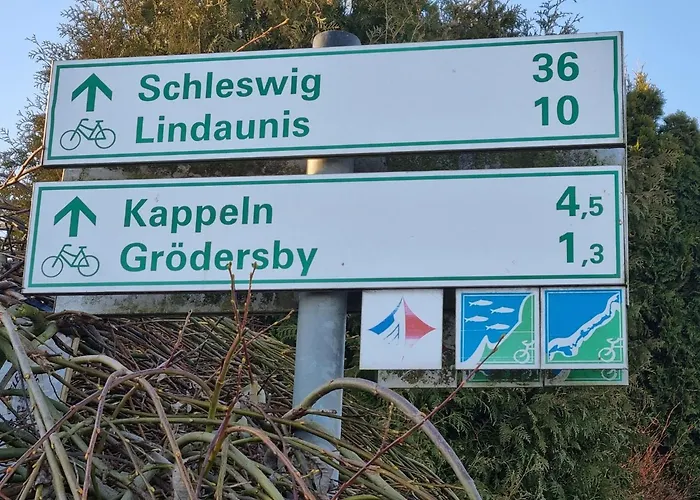 Schleswig 36
Lindaunis 10
Kappeln 4,5
Grödersby 1,3